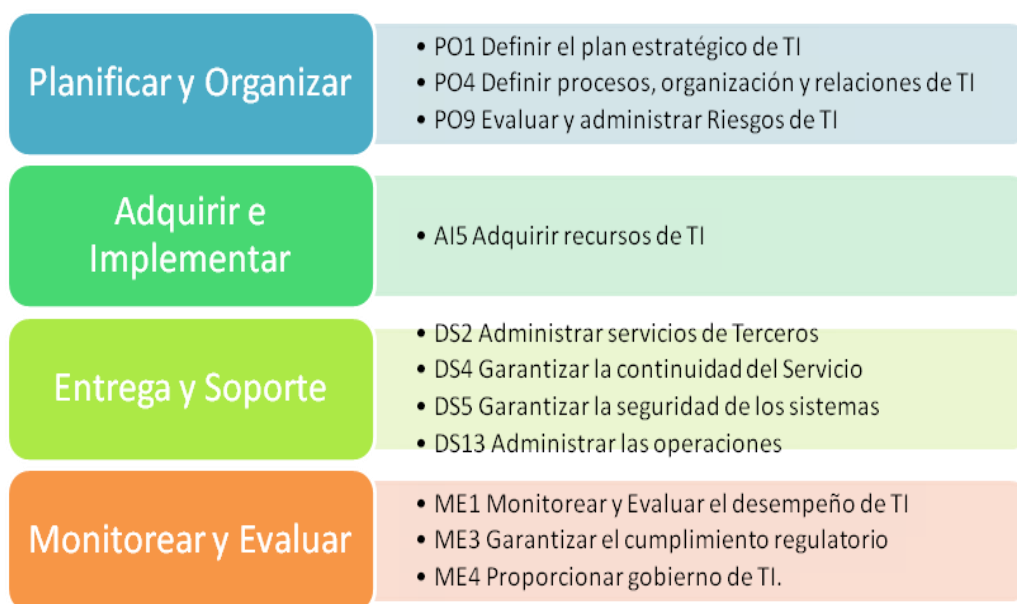 Planificar y Organizar
• PO1 Definir el plan estratégico de TI
• PO4 Definir procesos, organización y relaciones de TI
• PO9 Evaluar y administrar Riesgos de TI
Adquirir e
Implementar
• AI5 Adquirir recursos de TI
Entrega y Soporte
• DS2 Administrar servicios de Terceros
• DS4 Garantizar la continuidad del Servicio
• DS5 Garantizar la seguridad de los sistemas
• DS13 Administrar las operaciones
Monitorear y Evaluar
• ME1 Monitorear y Evaluar el desempeño de TI
• ME3 Garantizar el cumplimiento regulatorio
• ME4 Proporcionar gobierno de TI.